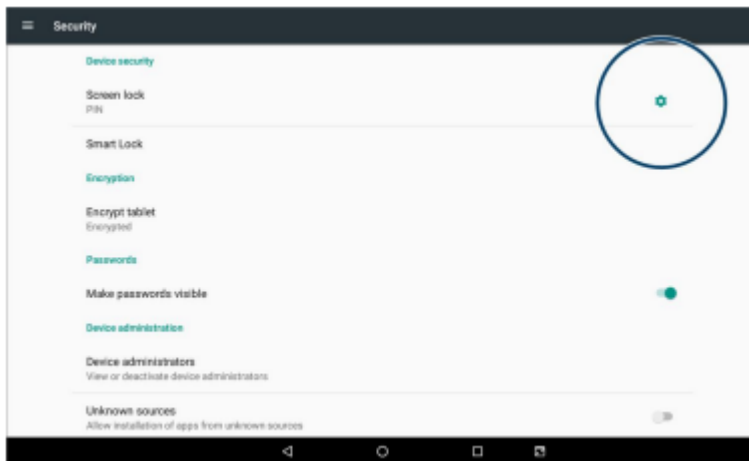 Security
Device security
Screen lock
PIN
Smart Lock
Encryption
Encrypt tablet
Encrypted
Passwords
Make passwords visible
Device administration
Device administrators
View or deactivate device administrators
Unknown sources
Allow installation of apps from unknown sources